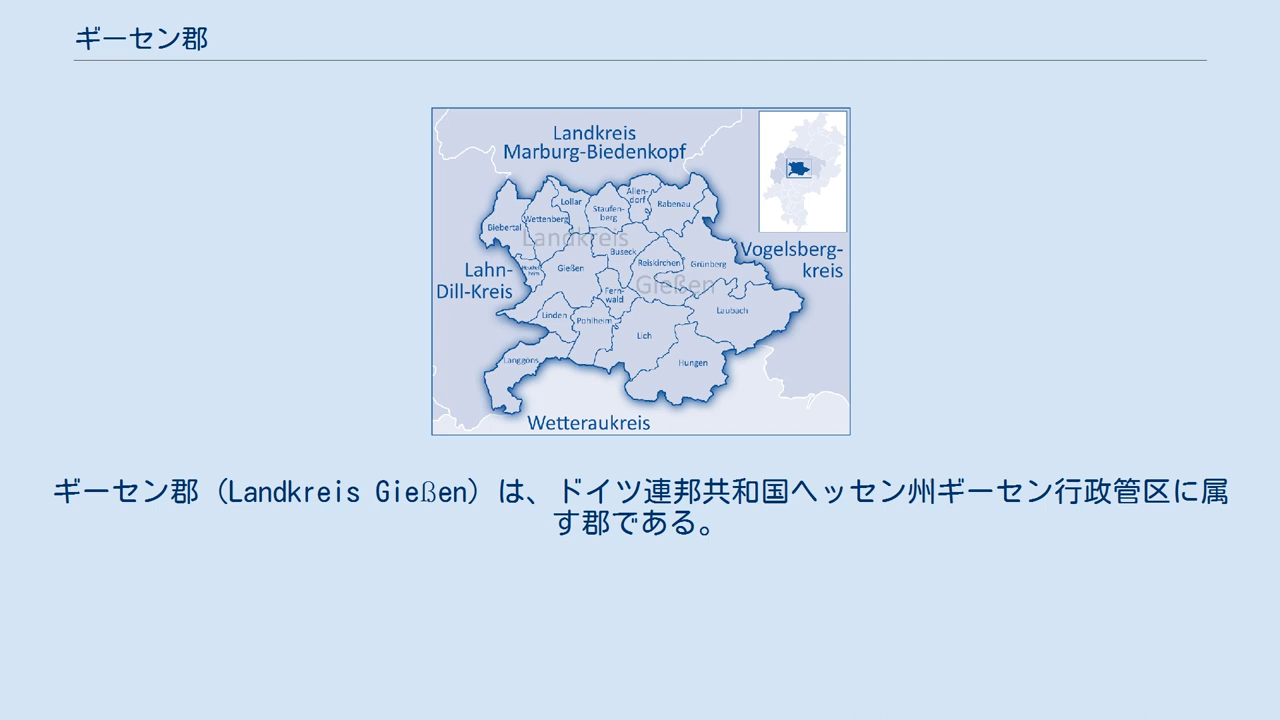 ギーセン郡
Landkreis
Marburg-Biedenkopf
Allen-
dorf
Lollar
Staufen-
berg
Rabenau
Wettenberg
Biebertal
Landkreis
Buseck
Vogelsberg-
kreis
Reiskirchen
Grünberg
Gießen
Lahn-
Dill-Kreis
Gießen
Fern-
wald
Laubach
Linden
Pohlheim
Lich
Langgöns
Hungen
Wetteraukreis
ギーセン郡（Landkreis Gießen）は、ドイツ連邦共和国ヘッセン州ギーセン行政管区に属
す郡である。